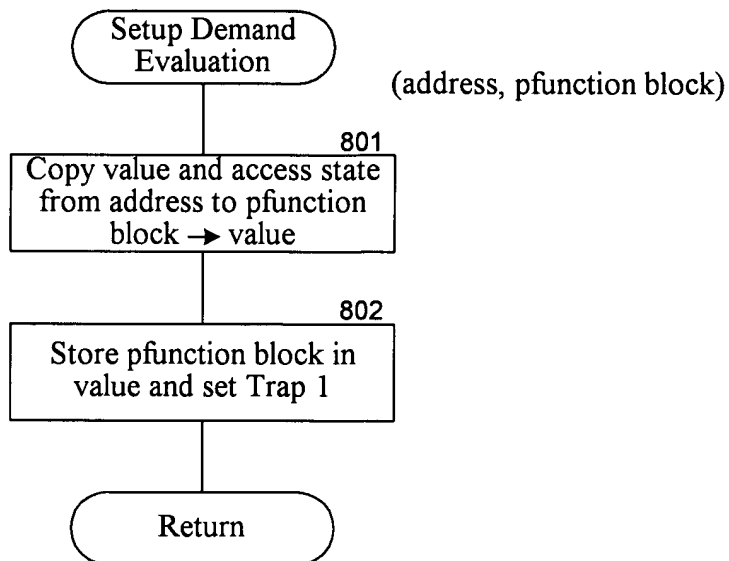 Setup Demand
Evaluation
(address, pfunction block)
801
Copy value and access state
from address to pfunction
block → value
802
Store pfunction block in
value and set Trap 1
Return